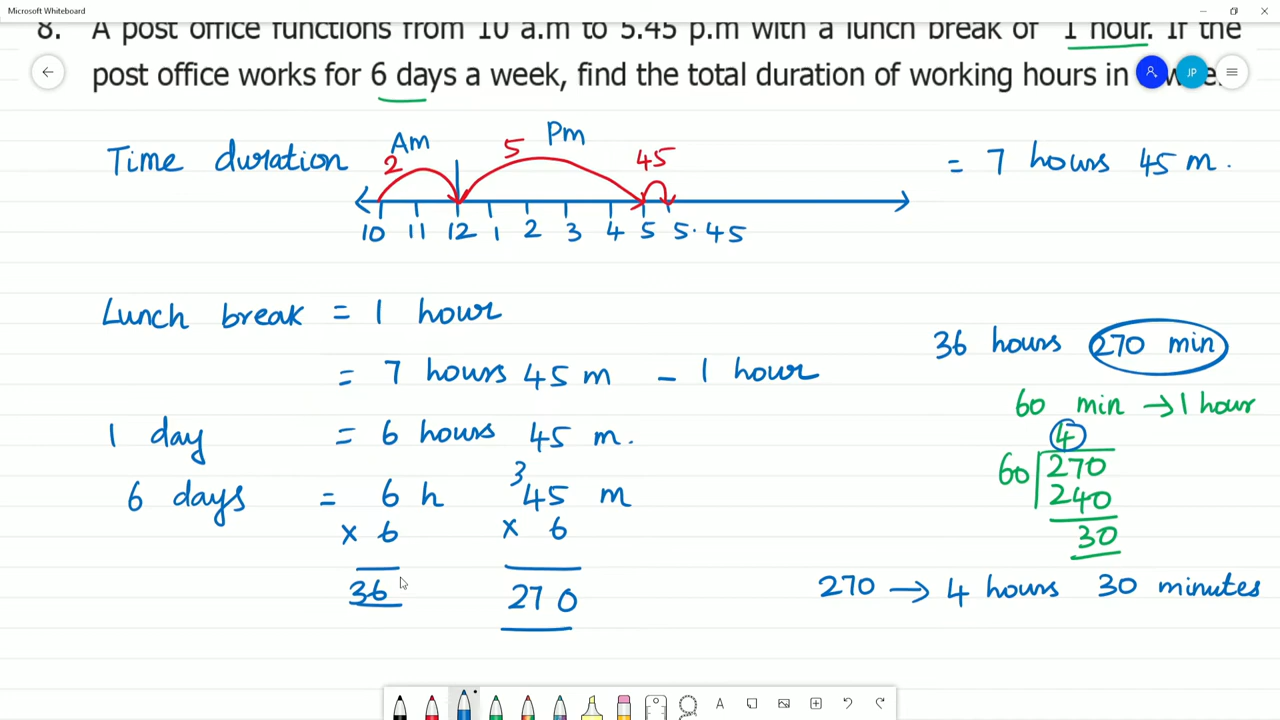 Microsoft Whiteboard
8. A post office functions from 10 a.m to 5.45 p.m with a lunch break of 1 hour. If the
post office works for 6 days a week, find the total duration of working hours in
JP
Time duration
Am
Pm
2
5
45
10 11 12 1 2 3 4 5 5.45
= 7 hours 45 m.
Lunch break = 1 hour
= 7 hours 45 m - 1 hour
1 day = 6 hours 45 m.
6 days = 6 h 45 m
3
x 6 x 6
36 270
36 hours 270 min
60 min → 1 hour
4
60 270
240
30
270 → 4 hours 30 minutes
A